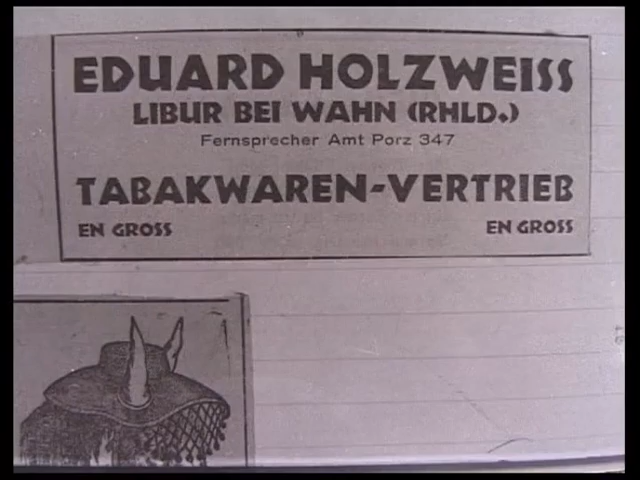 EDUARD HOLZWEISS
LIBUR BEI WAHN (RHLD.)
Fernsprecher Amt Porz 347
TABAKWAREN-VERTRIEB
EN GROSS EN GROSS